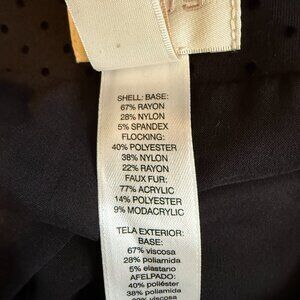 SHELL: BASE:
67% RAYON
28% NYLON
5% SPANDEX
FLOCKING:
40% POLYESTER
38% NYLON
22% RAYON
FAUX FUR:
77% ACRYLIC
14% POLYESTER
9% MODACRYLIC
TELA EXTERIOR:
BASE:
67% viscosa
28% poliamida
5% elastano
AFELPADO:
40% poliéster
38% poliamida